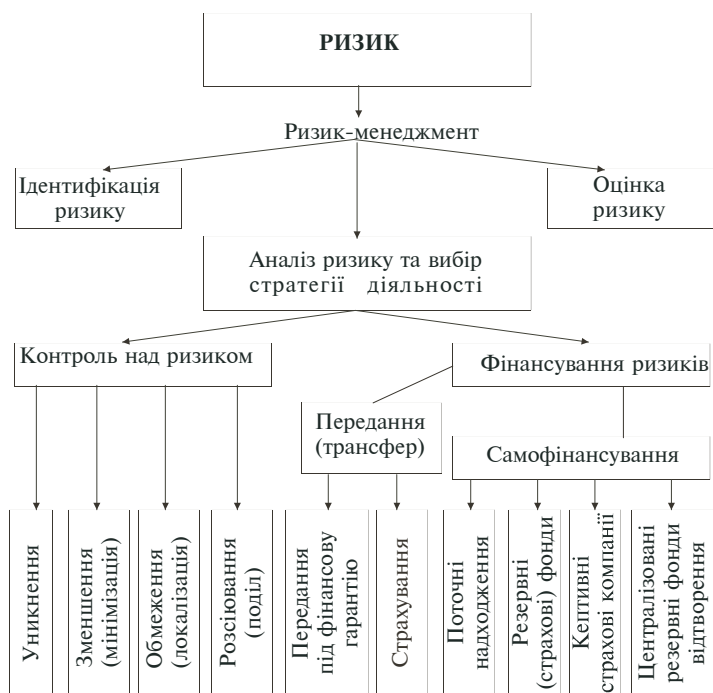 РИЗИК
Ризик-менеджмент
Ідентифікація
ризику
Оцінка
ризику
Аналіз ризику та вибір
стратегії діяльності
Контроль над ризиком
Фінансування ризиків
Передання
(трансфер)
Самофінансування
Уникнення
Зменшення
(мінімізація)
Обмеження
(локалізація)
Розсіювання
(поділ)
Передання
під фінансову
гарантію
Страхування
Поточні
надходження
Резервні
(страхові) фонди
Кептивні
страхові компанії
Централізовані
резервні фонди
відтворення